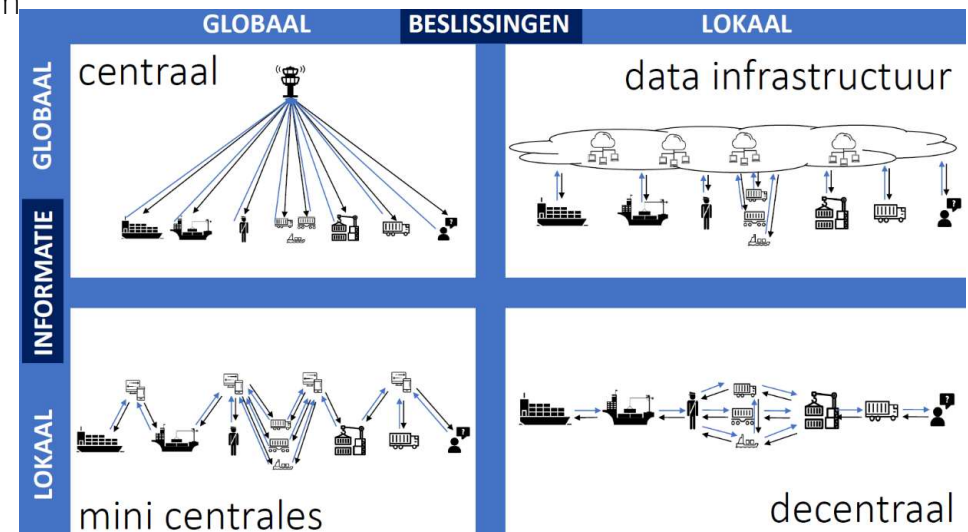 n
GLOBAAL BESLISSINGEN LOKAAL
GLOBAAL
INFORMATIE
LOKAAL
centraal
data infrastructuur
?
?
mini centrales
?
decentraal
?